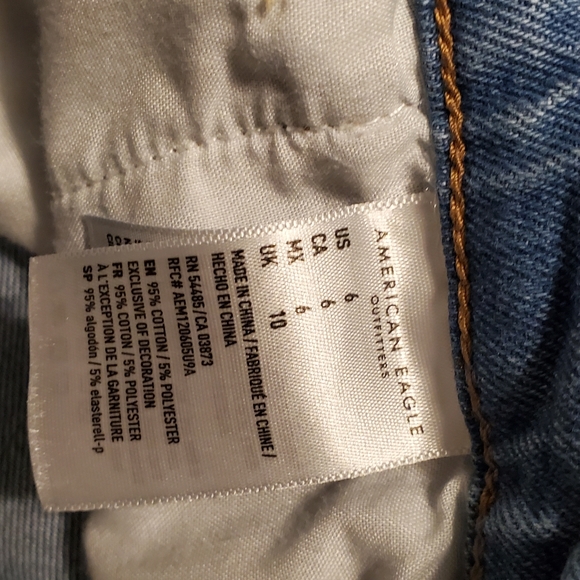 AMERICAN EAGLE
OUTFITTERS
US 6
CA 6
MX 6
UK 10
MADE IN CHINA / FABRIQUÉ EN CHINE /
HECHO EN CHINA
RN 54485/CA 03873
RFC# AEM1206050U9A
EN 95% COTTON / 5% POLYESTER
EXCLUSIVE OF DECORATION
FR 95% COTON / 5% POLYESTER
À L'EXCEPTION DE LA GARNITURE
SP 95% algodón / 5% elasterell-p